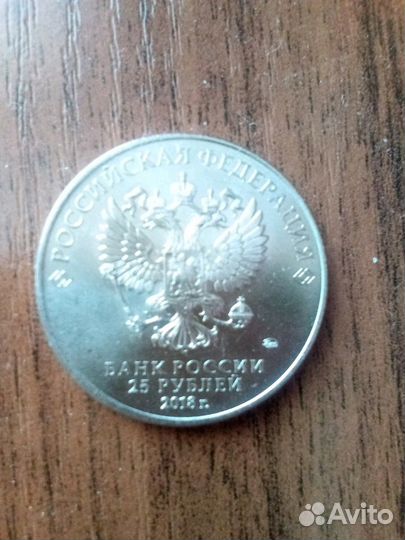 РОССИЙСКАЯ ФЕДЕРАЦИЯ
БАНК РОССИИ
25 РУБЛЕЙ
2018 г.
Avito